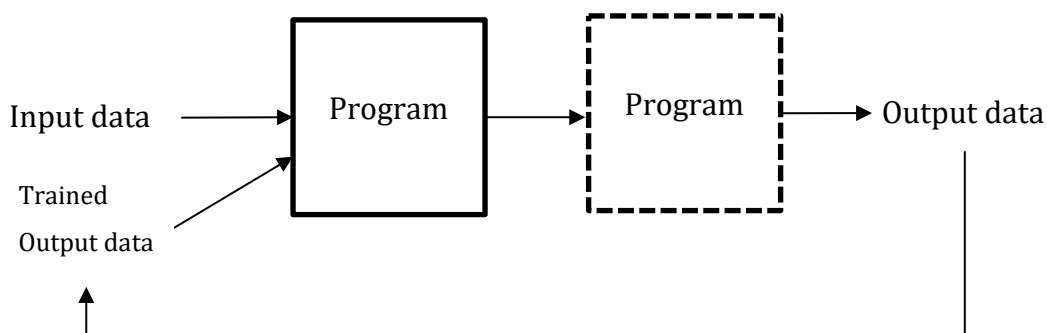 Input data
Program
Program
Output data
Trained
Output data